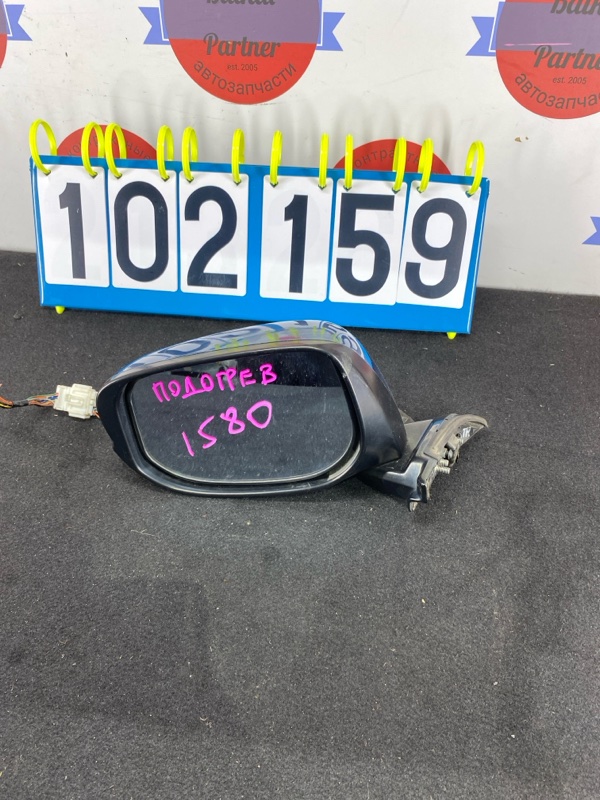 Partner
est. 2005
автозапчасти
Partner
est. 2005
автозапчасти
102159
ПОДОГРЕВ
1580